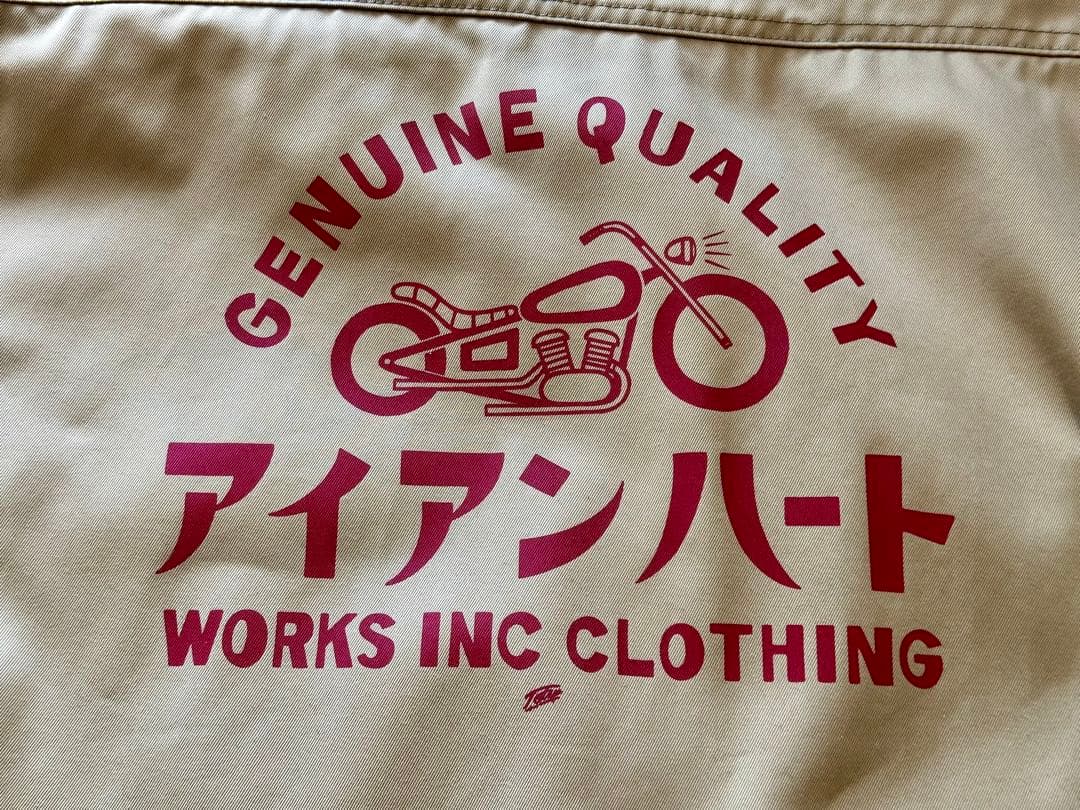 GENUINE QUALITY
アイアンハート
WORKS INC CLOTHING